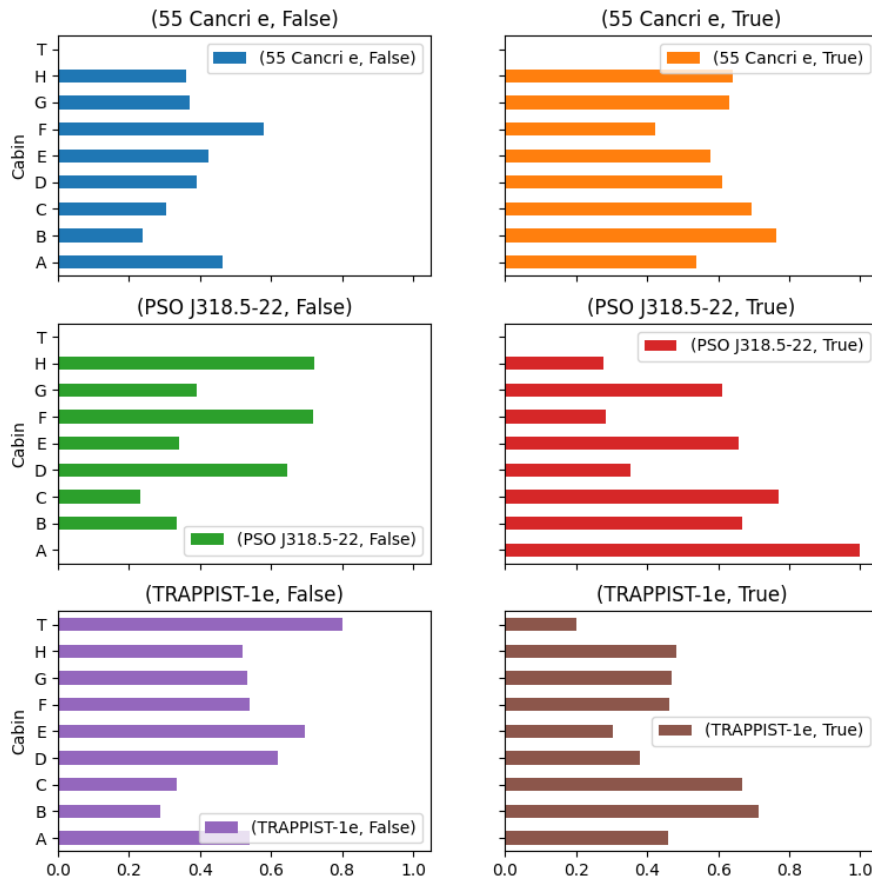 (55 Cancri e, False)
(55 Cancri e, True)
T
H
G
F
E
D
C
B
A
Cabin
(55 Cancri e, False)
(55 Cancri e, True)
(PSO J318.5-22, False)
(PSO J318.5-22, True)
T
H
G
F
E
D
C
B
A
Cabin
(PSO J318.5-22, False)
(PSO J318.5-22, True)
(TRAPPIST-1e, False)
(TRAPPIST-1e, True)
T
H
G
F
E
D
C
B
A
Cabin
(TRAPPIST-1e, False)
(TRAPPIST-1e, True)
0.0 0.2 0.4 0.6 0.8 1.0
0.0 0.2 0.4 0.6 0.8 1.0